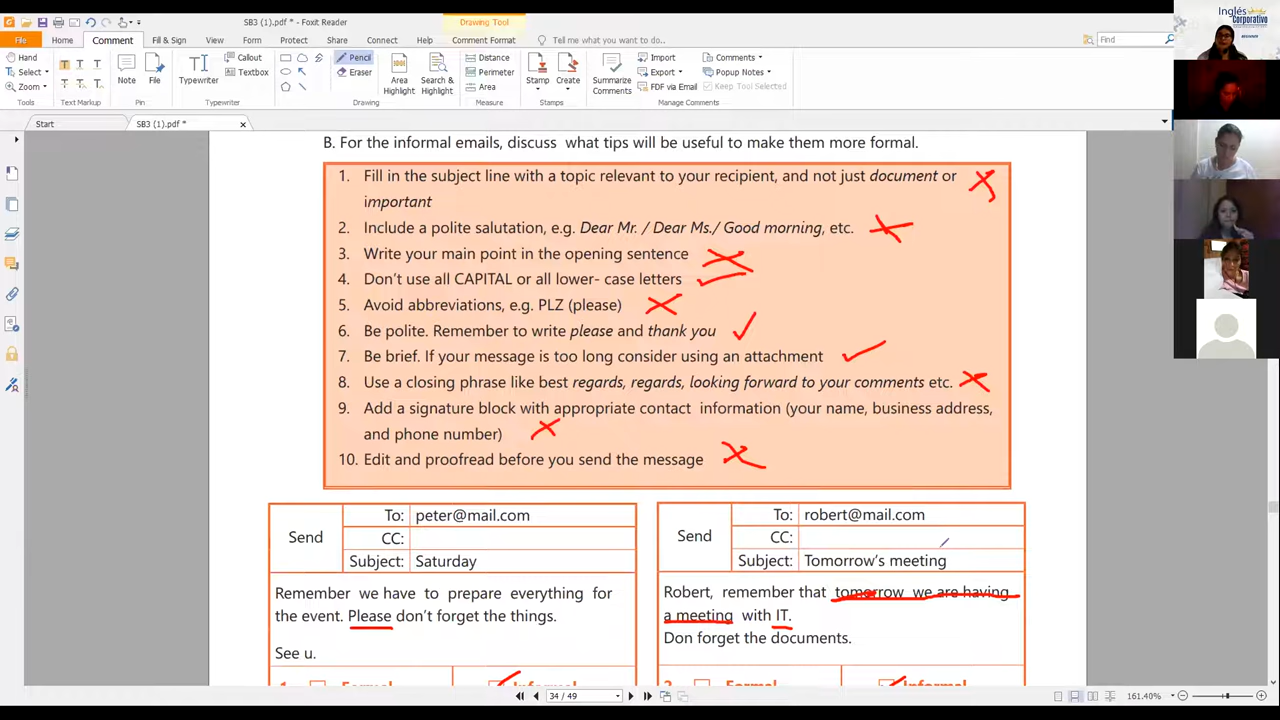 SB3 (1).pdf * - Foxit Reader
Drawing Tool
Inglés
Corporativo
File Home Comment Fill & Sign View Form Protect Share Connect Help Comment Format Tell me what you want to do.. Find
Hand
Select
Zoom
Tools
Text Markup
Note
File
Pin
Typewriter
Callout
Textbox
Typewriter
Pencil
Eraser
Drawing
Area
Highlight
Search &
Highlight
Distance
Perimeter
Area
Measure
Stamp
Create
Stamps
Summarize
Comments
Import
Export
FDF via Email
Comments
Popup Notes
Keep Tool Selected
Manage Comments
Start SB3 (1).pdf *
B. For the informal emails, discuss what tips will be useful to make them more formal.
1. Fill in the subject line with a topic relevant to your recipient, and not just document or
important
2. Include a polite salutation, e.g. Dear Mr. / Dear Ms./ Good morning, etc.
3. Write your main point in the opening sentence
4. Don't use all CAPITAL or all lower- case letters
5. Avoid abbreviations, e.g. PLZ (please)
6. Be polite. Remember to write please and thank you
7. Be brief. If your message is too long consider using an attachment
8. Use a closing phrase like best regards, regards, looking forward to your comments etc.
9. Add a signature block with appropriate contact information (your name, business address,
and phone number)
10. Edit and proofread before you send the message
Send
To: peter@mail.com
CC:
Subject: Saturday
Remember we have to prepare everything for
the event. Please don't forget the things.
See u.
1 Formal Informal
Send
To: robert@mail.com
CC:
Subject: Tomorrow's meeting
Robert, remember that tomorrow we are having
a meeting with IT.
Don forget the documents.
Formal Informal
34 / 49
161.40%